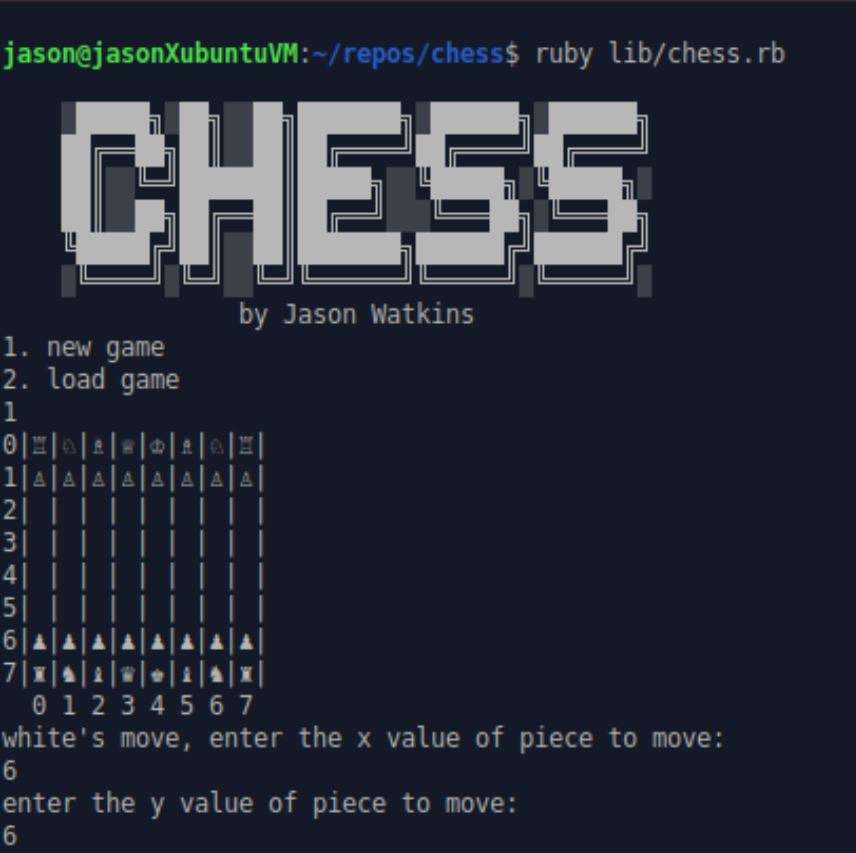 jason@jasonXubuntuVM:~/repos/chess$ ruby lib/chess.rb
CHESS
by Jason Watkins
1. new game
2. load game
1
0|♖|♘|♗|♕|♔|♗|♘|♖|
1|♙|♙|♙|♙|♙|♙|♙|♙|
2| | | | | | | | |
3| | | | | | | | |
4| | | | | | | | |
5| | | | | | | | |
6|♟|♟|♟|♟|♟|♟|♟|♟|
7|♜|♞|♝|♛|♚|♝|♞|♜|
0 1 2 3 4 5 6 7
white's move, enter the x value of piece to move:
6
enter the y value of piece to move:
6